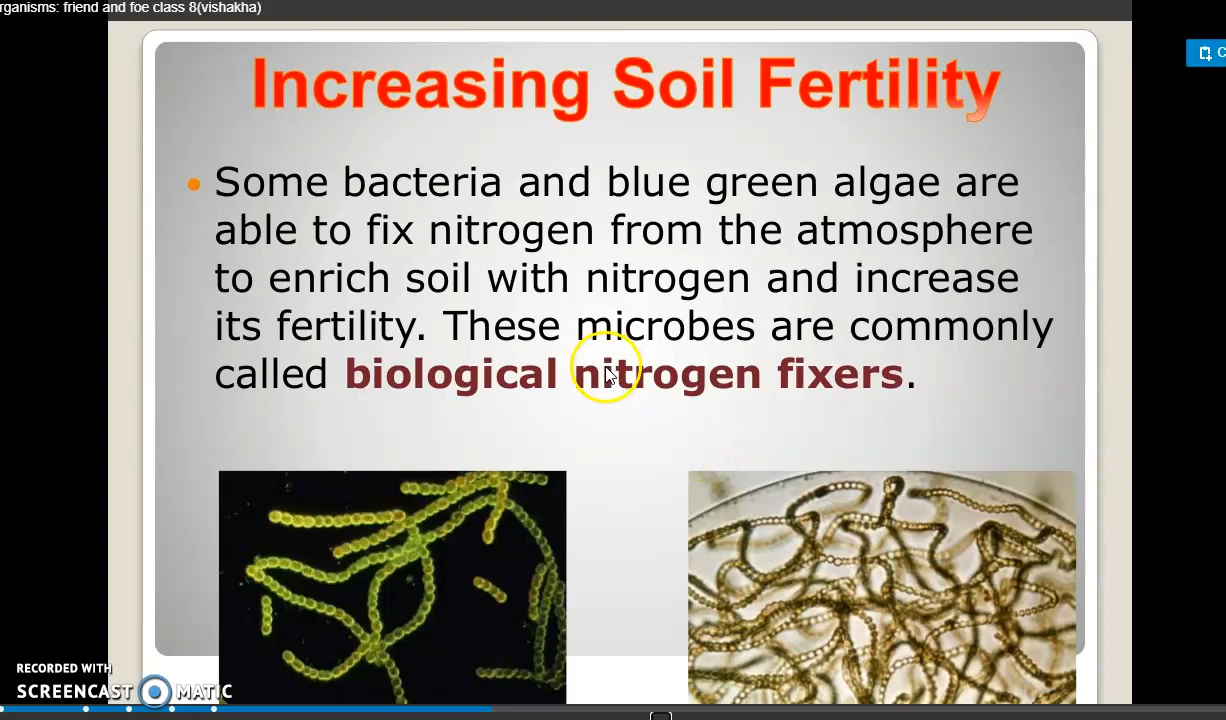 rganisms: friend and foe class 8(vishakha)
C
Increasing Soil Fertility
Some bacteria and blue green algae are
able to fix nitrogen from the atmosphere
to enrich soil with nitrogen and increase
its fertility. These microbes are commonly
called biological nitrogen fixers.
RECORDED WITH
SCREENCAST MATIC